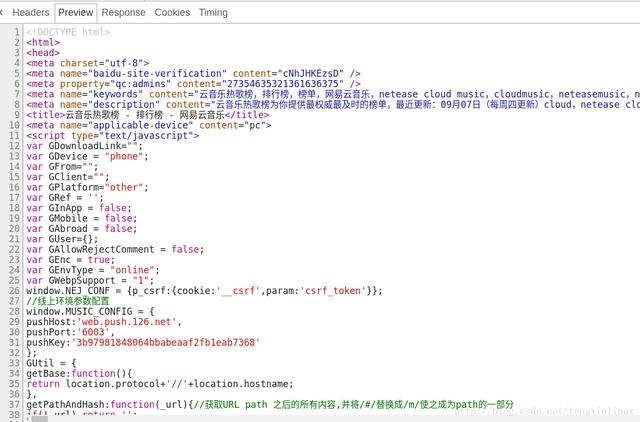 × Headers Preview Response Cookies Timing
1 <!DOCTYPE html>
2 <html>
3 <head>
4 <meta charset="utf-8">
5 <meta name="baidu-site-verification" content="cNhJHKEzsD" />
6 <meta property="qc:admins" content="27354635321361636375" />
7 <meta name="keywords" content="云音乐热歌榜，排行榜，榜单，网易云音乐，netease cloud music，cloudmusic，neteasemusic，n
8 <meta name="description" content="云音乐热歌榜为你提供最权威最及时的榜单，最近更新：09月07日（每周四更新）cloud，netease clo
9 <title>云音乐热歌榜 - 排行榜 - 网易云音乐</title>
10 <meta name="applicable-device" content="pc">
11 <script type="text/javascript">
12 var GDownloadLink="";
13 var GDevice = "phone";
14 var GFrom="";
15 var GClient="";
16 var GPlatform="other";
17 var GRef = '';
18 var GInApp = false;
19 var GMobile = false;
20 var GAbroad = false;
21 var GUser={};
22 var GAllowRejectComment = false;
23 var GEnc = true;
24 var GEnvType = "online";
25 var GWebpSupport = "1";
26 window.NEJ_CONF = {p_csrf:{cookie:'__csrf',param:'csrf_token'}};
27 //线上环境参数配置
28 window.MUSIC_CONFIG = {
29 pushHost:'web.push.126.net',
30 pushPort:'6003',
31 pushKey:'3b97981848064bbabeaaf2fb1eab7368'
32 };
33 GUtil = {
34 getBase:function(){
35 return location.protocol+'//'+location.hostname;
36 },
37 getPathAndHash:function(_url){//获取URL path 之后的所有内容,并将/#/替换成/m/使之成为path的一部分
38 if(!_url) return '';
http://blog.csdn.net/fengxinlinux